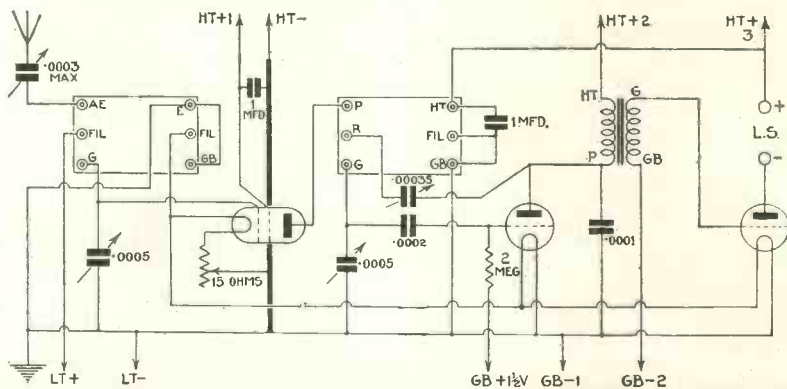 HT+1
HT-
HT+2
HT+
3
.0003
MAX
AE
E
FIL
FIL
G
GB
1
MFD
P
HT
R
FIL
G
GB
1 MFD.
HT
G
P
GB
+
L.S.
-
.0005
15 OHMS
.00035
.0002
.0005
2
MEG
.0001
LT+
LT-
GB+1½V
GB-1
GB-2